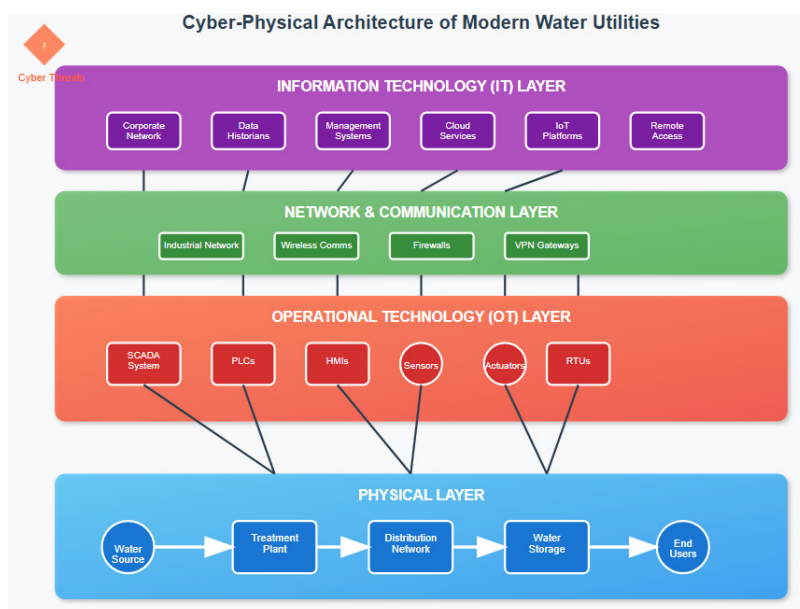 Cyber-Physical Architecture of Modern Water Utilities
!
Cyber Threats
INFORMATION TECHNOLOGY (IT) LAYER
Corporate
Network
Data
Historians
Management
Systems
Cloud
Services
IoT
Platforms
Remote
Access
NETWORK & COMMUNICATION LAYER
Industrial Network
Wireless Comms
Firewalls
VPN Gateways
OPERATIONAL TECHNOLOGY (OT) LAYER
SCADA
System
PLCs
HMIs
Sensors
Actuators
RTUs
PHYSICAL LAYER
Water
Source
Treatment
Plant
Distribution
Network
Water
Storage
End
Users